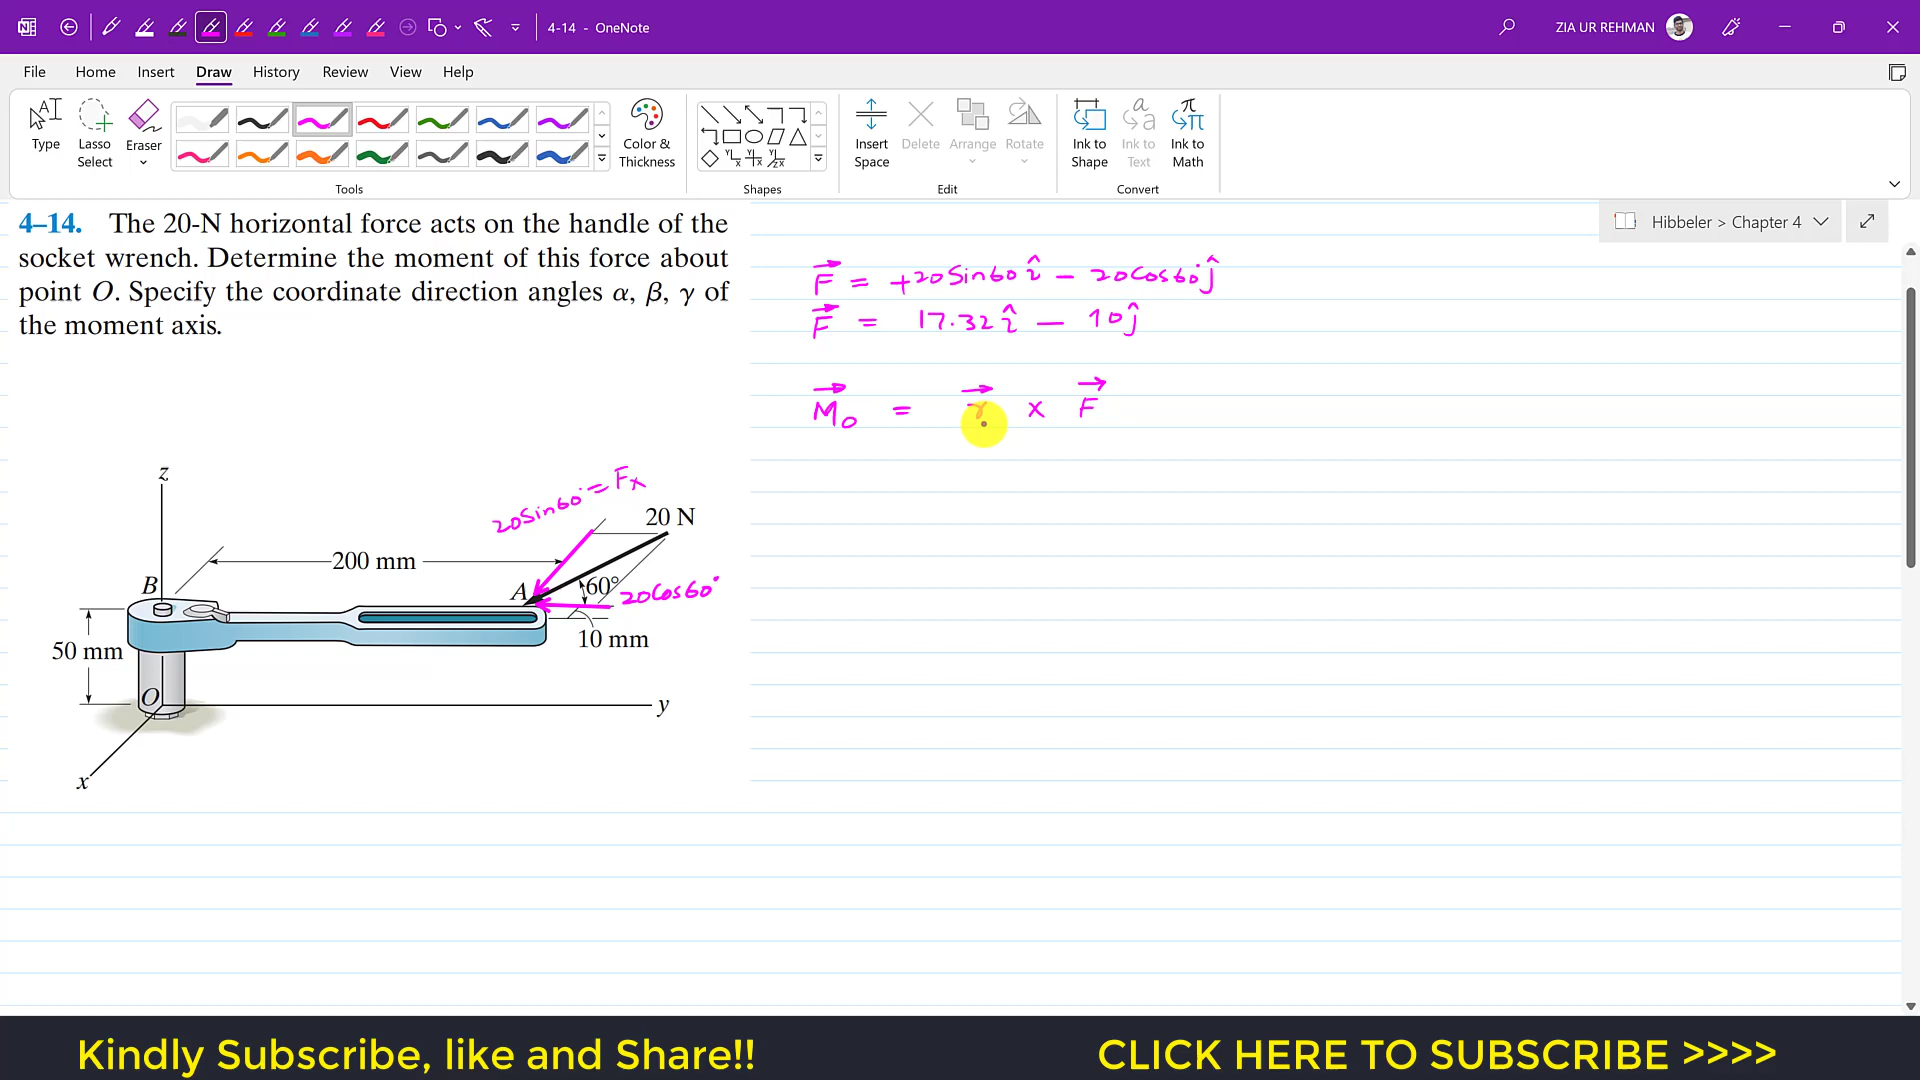 4-14 - OneNote
ZIA UR REHMAN
File Home Insert Draw History Review View Help
Type
Lasso Select
Eraser
Color & Thickness
Insert Space
Delete
Arrange
Rotate
Ink to Shape
Ink to Text
Ink to Math
Tools
Shapes
Edit
Convert
Hibbeler > Chapter 4
4–14. The 20-N horizontal force acts on the handle of the
socket wrench. Determine the moment of this force about
point O. Specify the coordinate direction angles α, β, γ of
the moment axis.
F = +20Sin60 î − 20Cos60 ĵ
F = 17.32 î − 10 ĵ
M₀ = r × F
z
20Sin60° = Fx
20 N
200 mm
B
A
60°
20Cos60°
10 mm
50 mm
O
y
x
Kindly Subscribe, like and Share!!
CLICK HERE TO SUBSCRIBE >>>>